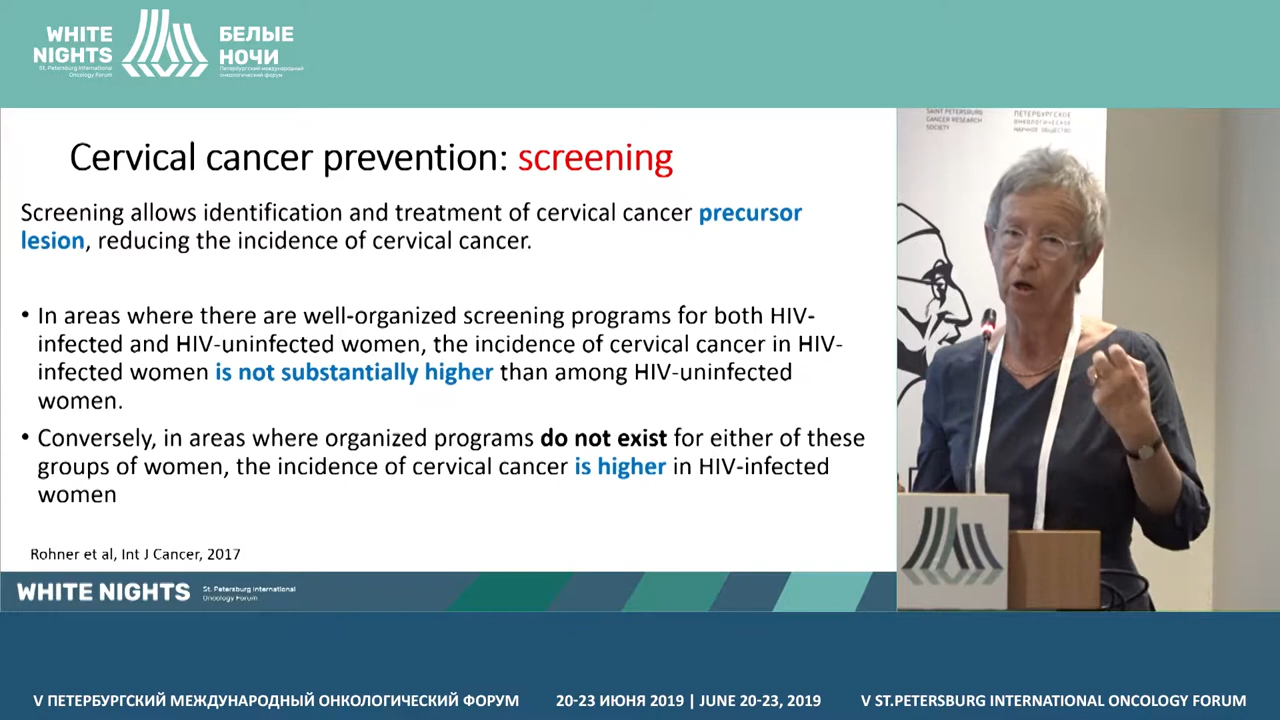 WHITE
NIGHTS
St. Petersburg International
Oncology Forum
БЕЛЫЕ
НОЧИ
Петербургский международный
онкологический форум
Cervical cancer prevention: screening
Screening allows identification and treatment of cervical cancer precursor
lesion, reducing the incidence of cervical cancer.
• In areas where there are well-organized screening programs for both HIV-
infected and HIV-uninfected women, the incidence of cervical cancer in HIV-
infected women is not substantially higher than among HIV-uninfected
women.
• Conversely, in areas where organized programs do not exist for either of these
groups of women, the incidence of cervical cancer is higher in HIV-infected
women
Rohner et al, Int J Cancer, 2017
WHITE NIGHTS
St. Petersburg International
Oncology Forum
SAINT PETERSBURG
CANCER RESEARCH
SOCIETY
ПЕТЕРБУРГСКОЕ
ОНКОЛОГИЧЕСКОЕ
НАУЧНОЕ ОБЩЕСТВО
V ПЕТЕРБУРГСКИЙ МЕЖДУНАРОДНЫЙ ОНКОЛОГИЧЕСКИЙ ФОРУМ
20-23 ИЮНЯ 2019 | JUNE 20-23, 2019
V ST.PETERSBURG INTERNATIONAL ONCOLOGY FORUM